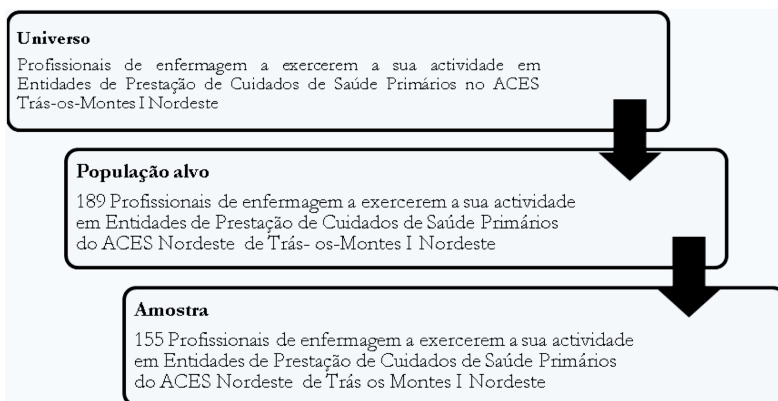 Universo
Profissionais de enfermagem a exercerem a sua actividade em
Entidades de Prestação de Cuidados de Saúde Primários no ACES
Trás-os-Montes I Nordeste
População alvo
189 Profissionais de enfermagem a exercerem a sua actividade
em Entidades de Prestação de Cuidados de Saúde Primários
do ACES Nordeste de Trás- os-Montes I Nordeste
Amostra
155 Profissionais de enfermagem a exercerem a sua actividade
em Entidades de Prestação de Cuidados de Saúde Primários
do ACES Nordeste de Trás os Montes I Nordeste